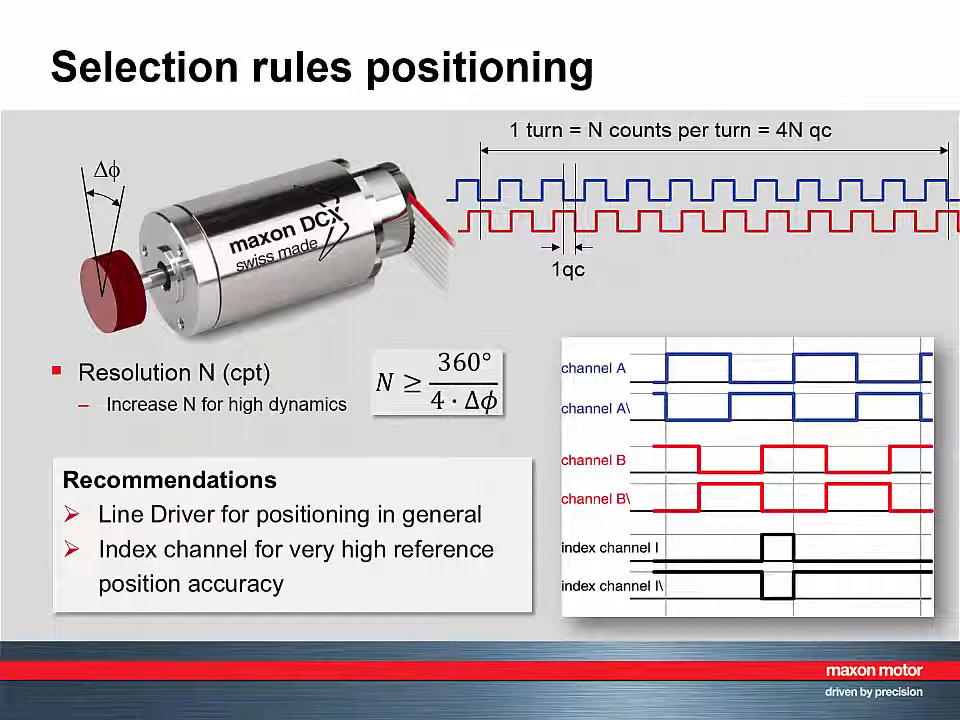 Selection rules positioning
1 turn = N counts per turn = 4N qc
Δϕ
maxon DCX
swiss made
1qc
Resolution N (cpt)
– Increase N for high dynamics
N ≥ 360° / 4 · Δϕ
Recommendations
Line Driver for positioning in general
Index channel for very high reference
position accuracy
channel A
channel A\
channel B
channel B\
index channel I
index channel I\
maxon motor
driven by precision